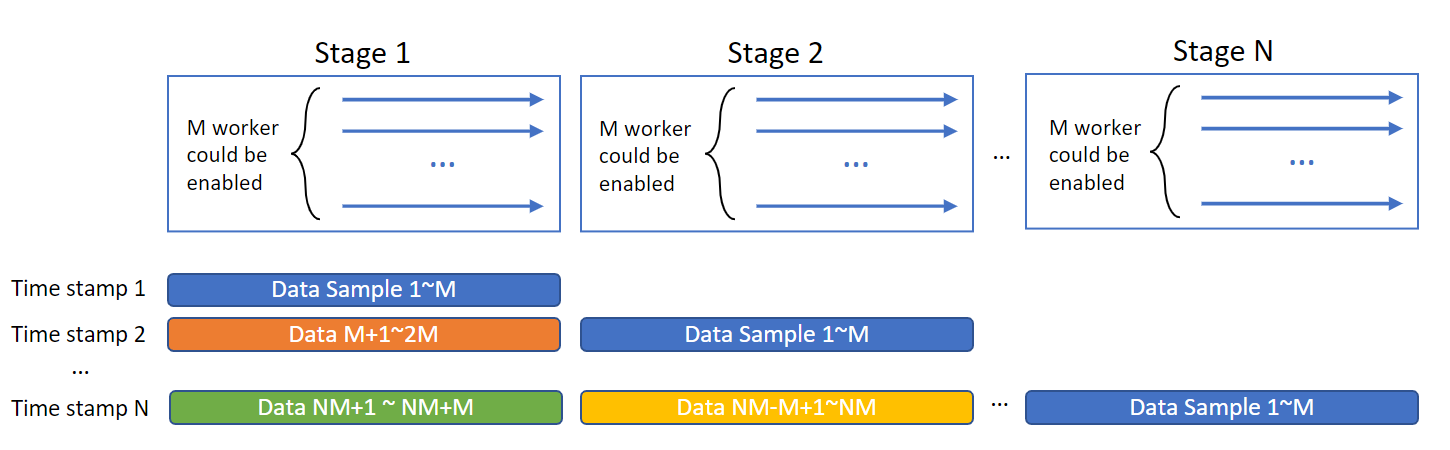 Stage 1
Stage 2
Stage N
M worker
could be
enabled
...
M worker
could be
enabled
...
...
M worker
could be
enabled
...
Time stamp 1
Data Sample 1~M
Time stamp 2
Data M+1~2M
Data Sample 1~M
...
Time stamp N
Data NM+1 ~ NM+M
Data NM-M+1~NM
...
Data Sample 1~M